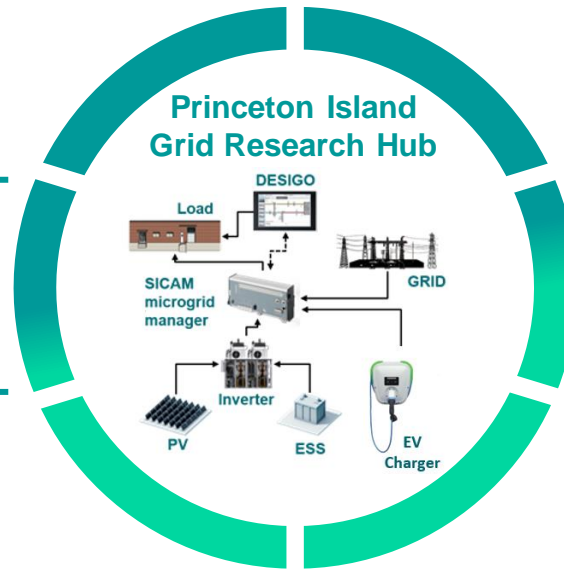 Princeton Island
Grid Research Hub
DESIGO
Load
GRID
SICAM
microgrid
manager
Inverter
PV
ESS
EV
Charger